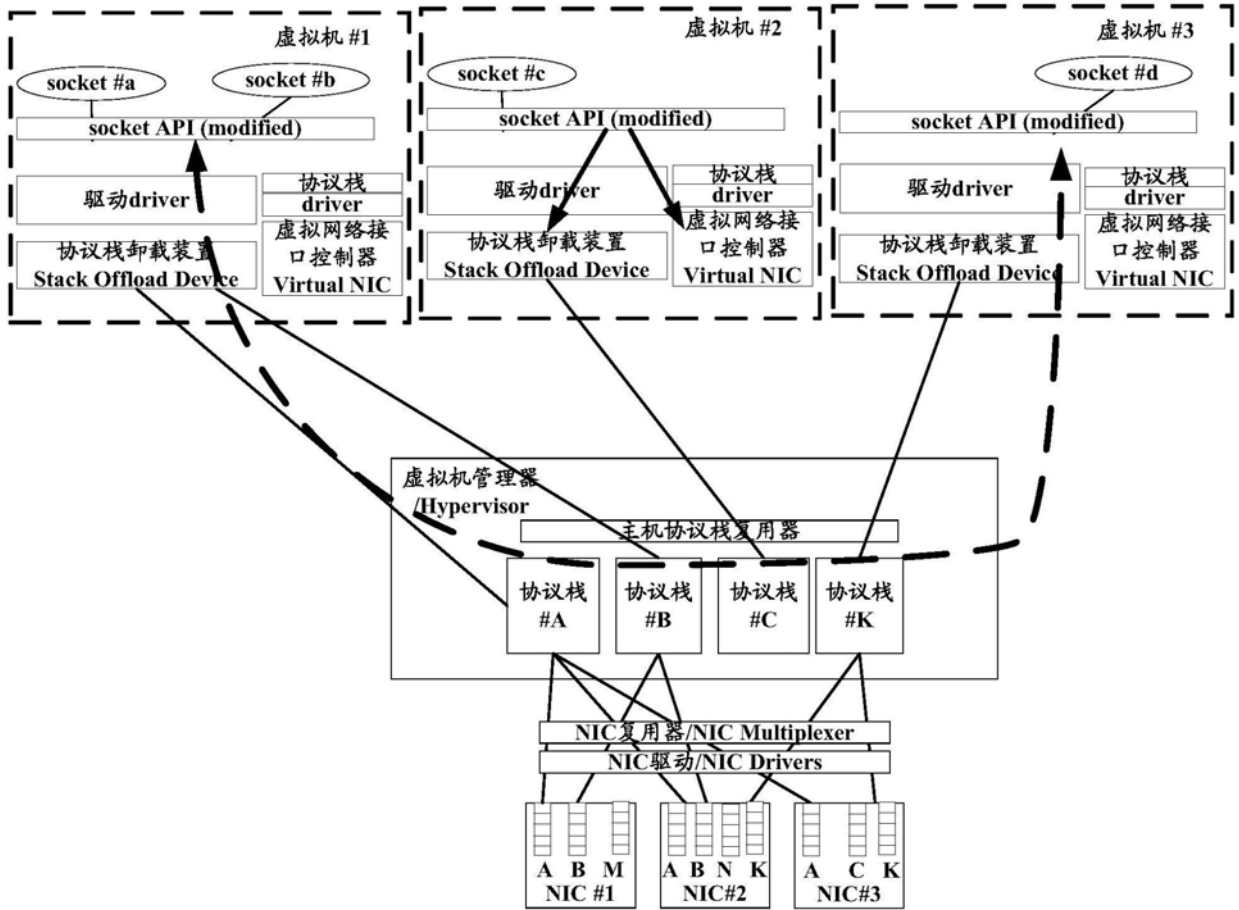 虚拟机 #1
socket #a
socket #b
socket API (modified)
驱动driver
协议栈
driver
协议栈卸载装置
Stack Offload Device
虚拟网络接
口控制器
Virtual NIC
虚拟机 #2
socket #c
socket API (modified)
驱动driver
协议栈
driver
协议栈卸载装置
Stack Offload Device
虚拟网络接
口控制器
Virtual NIC
虚拟机 #3
socket #d
socket API (modified)
驱动driver
协议栈
driver
协议栈卸载装置
Stack Offload Device
虚拟网络接
口控制器
Virtual NIC
虚拟机管理器
/Hypervisor
主机协议栈复用器
协议栈
#A
协议栈
#B
协议栈
#C
协议栈
#K
NIC复用器/NIC Multiplexer
NIC驱动/NIC Drivers
A B M
NIC #1
A B N K
NIC#2
A C K
NIC#3